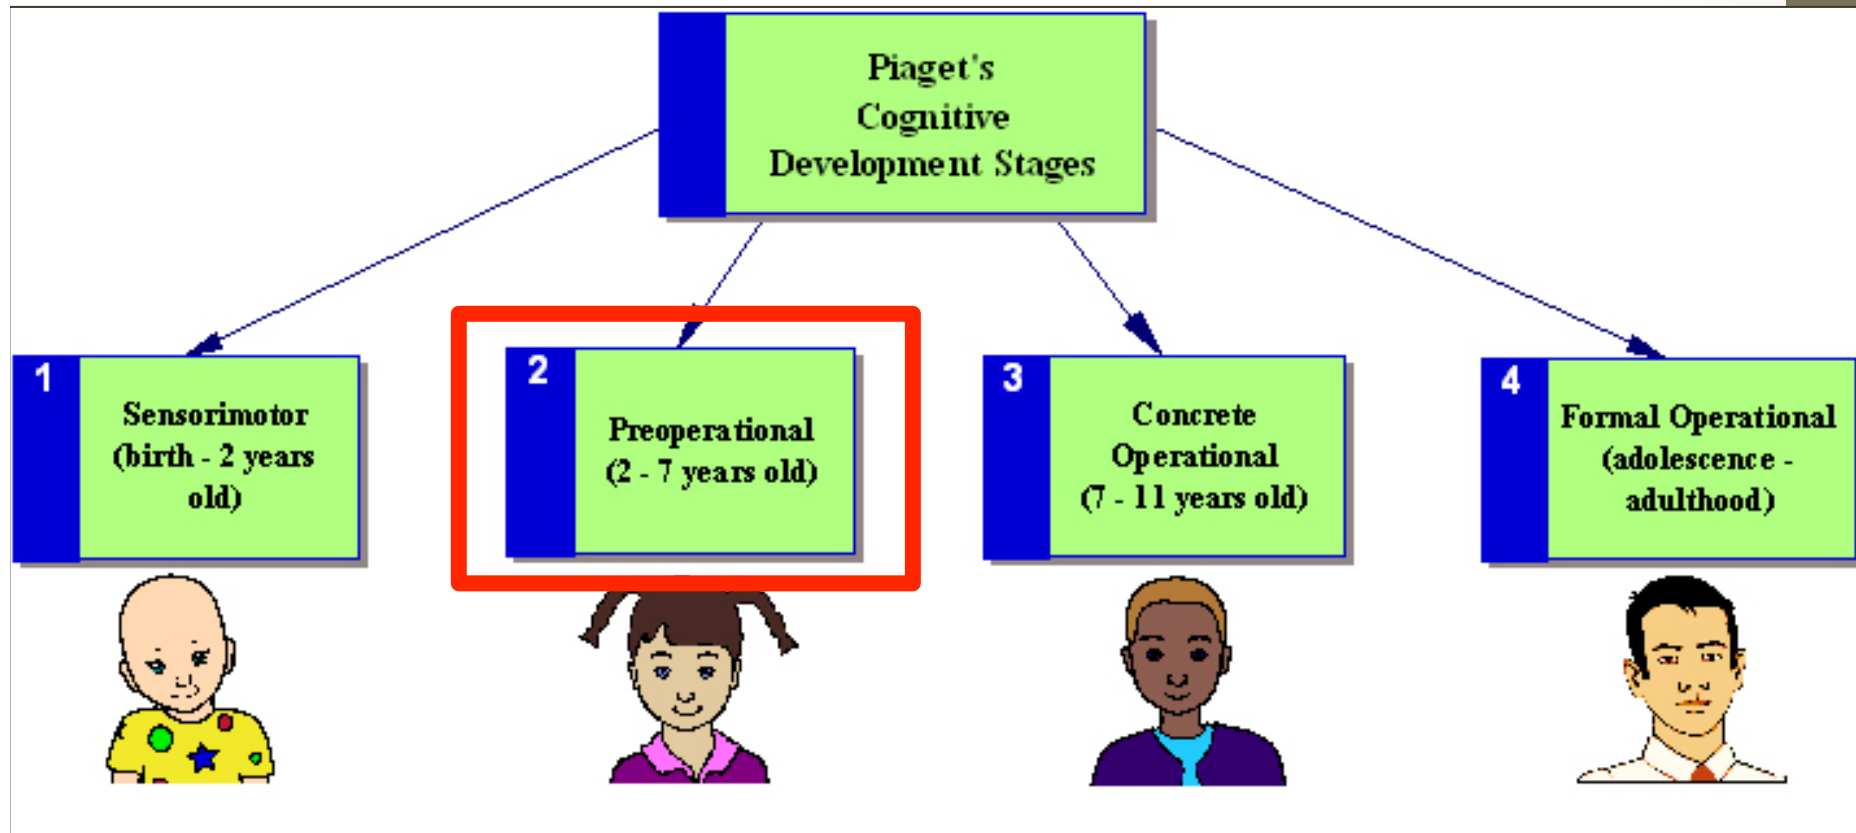 Piaget's
Cognitive
Development Stages
1
Sensorimotor
(birth - 2 years
old)
2
Preoperational
(2 - 7 years old)
3
Concrete
Operational
(7 - 11 years old)
4
Formal Operational
(adolescence -
adulthood)